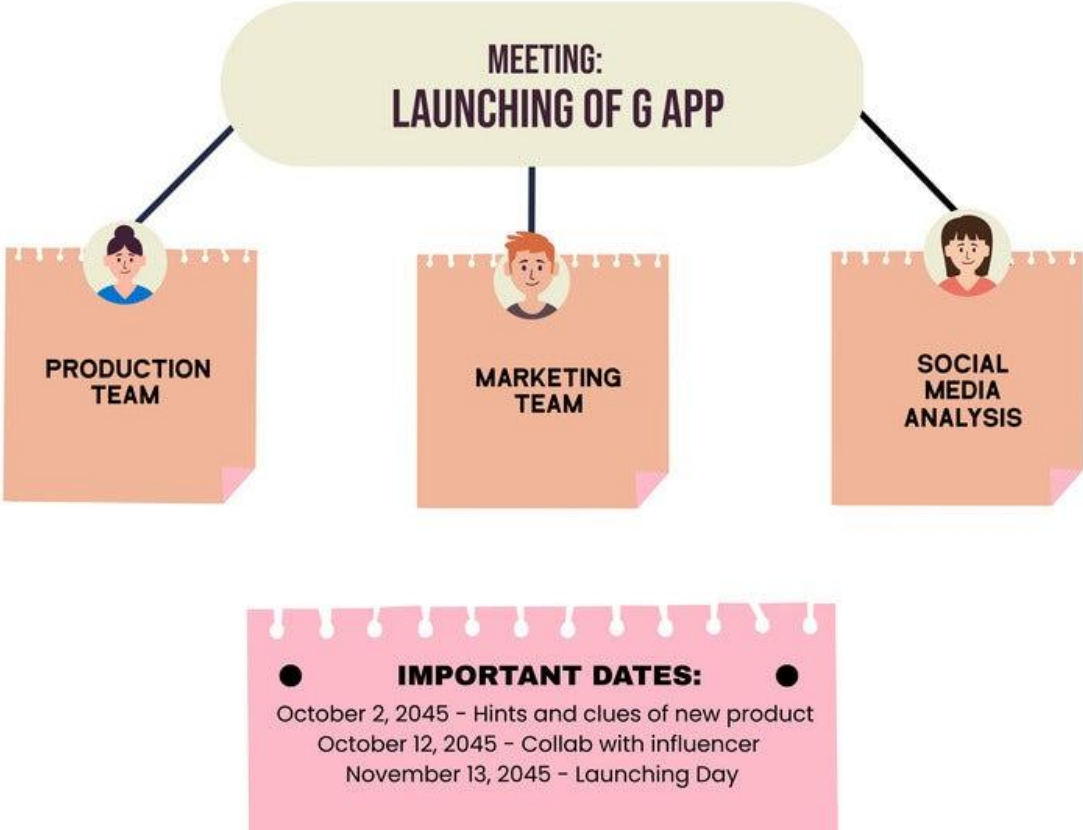 MEETING:
LAUNCHING OF G APP
PRODUCTION
TEAM
MARKETING
TEAM
SOCIAL
MEDIA
ANALYSIS
IMPORTANT DATES:
October 2, 2045 - Hints and clues of new product
October 12, 2045 - Collab with influencer
November 13, 2045 - Launching Day